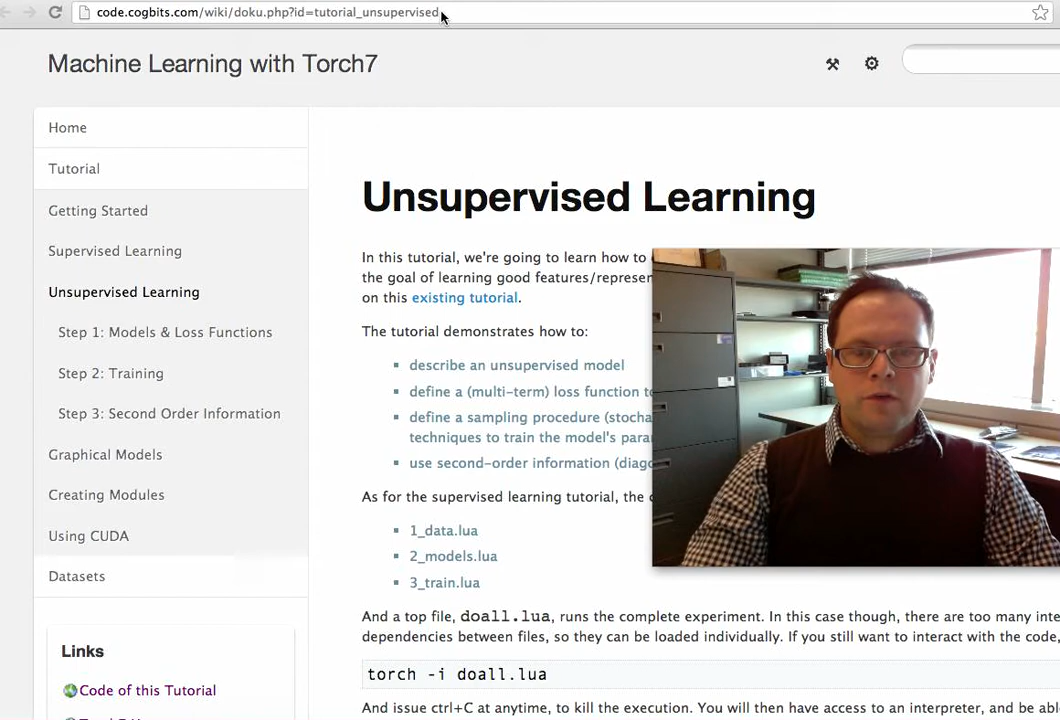 code.cogbits.com/wiki/doku.php?id=tutorial_unsupervised
Machine Learning with Torch7
Home
Tutorial
Getting Started
Supervised Learning
Unsupervised Learning
Step 1: Models & Loss Functions
Step 2: Training
Step 3: Second Order Information
Graphical Models
Creating Modules
Using CUDA
Datasets
Links
Code of this Tutorial
Unsupervised Learning
In this tutorial, we're going to learn how to
the goal of learning good features/represen
on this existing tutorial.
The tutorial demonstrates how to:
describe an unsupervised model
define a (multi-term) loss function to
define a sampling procedure (stocha
techniques to train the model's para
use second-order information (diago
As for the supervised learning tutorial, the
1_data.lua
2_models.lua
3_train.lua
And a top file, doall.lua, runs the complete experiment. In this case though, there are too many inte
dependencies between files, so they can be loaded individually. If you still want to interact with the code,
torch -i doall.lua
And issue ctrl+C at anytime, to kill the execution. You will then have access to an interpreter, and be abl